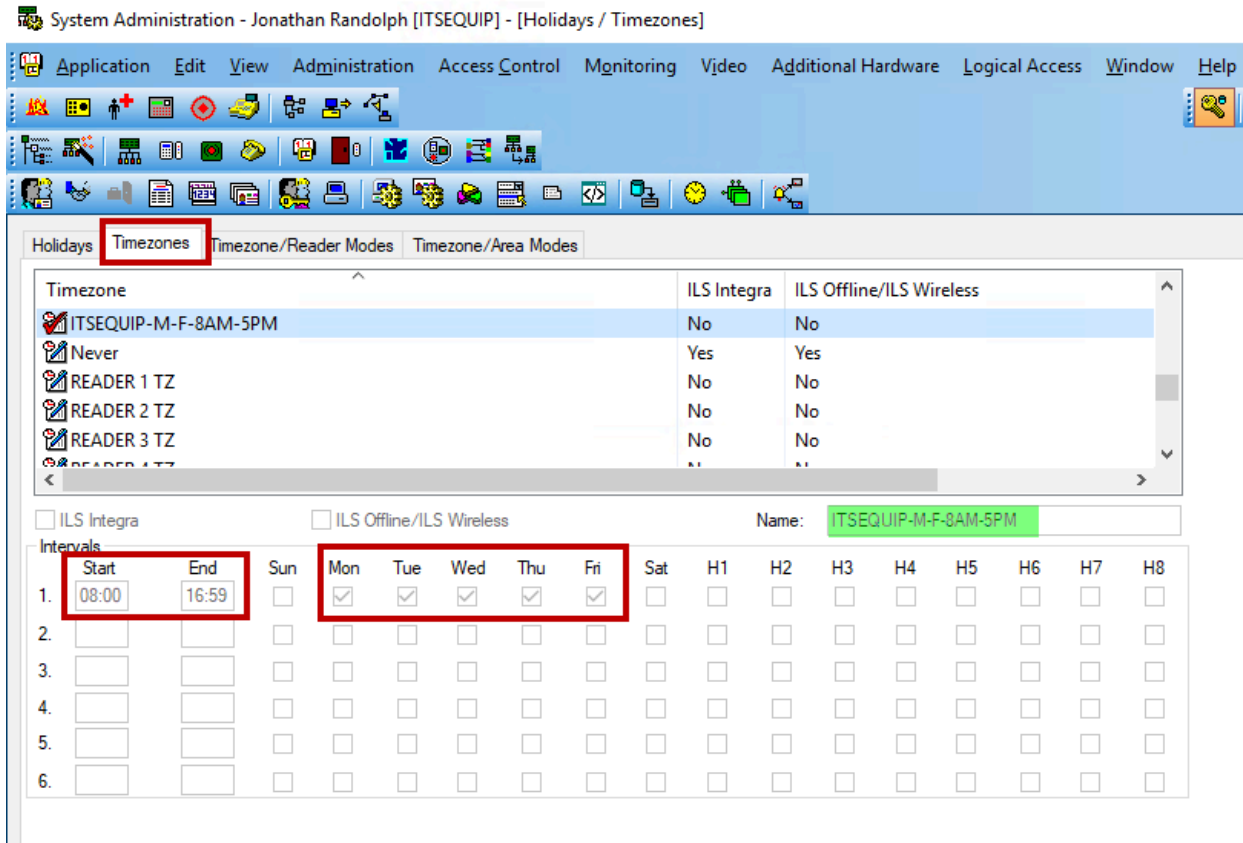 System Administration - Jonathan Randolph [ITSEQUIP] - [Holidays / Timezones]
Application Edit View Administration Access Control Monitoring Video Additional Hardware Logical Access Window Help
Holidays Timezones Timezone/Reader Modes Timezone/Area Modes
Timezone ILS Integra ILS Offline/ILS Wireless
ITSEQUIP-M-F-8AM-5PM No No
Never Yes Yes
READER 1 TZ No No
READER 2 TZ No No
READER 3 TZ No No
ILS Integra ILS Offline/ILS Wireless Name: ITSEQUIP-M-F-8AM-5PM
Intervals
Start End Sun Mon Tue Wed Thu Fri Sat H1 H2 H3 H4 H5 H6 H7 H8
1. 08:00 16:59
2.
3.
4.
5.
6.